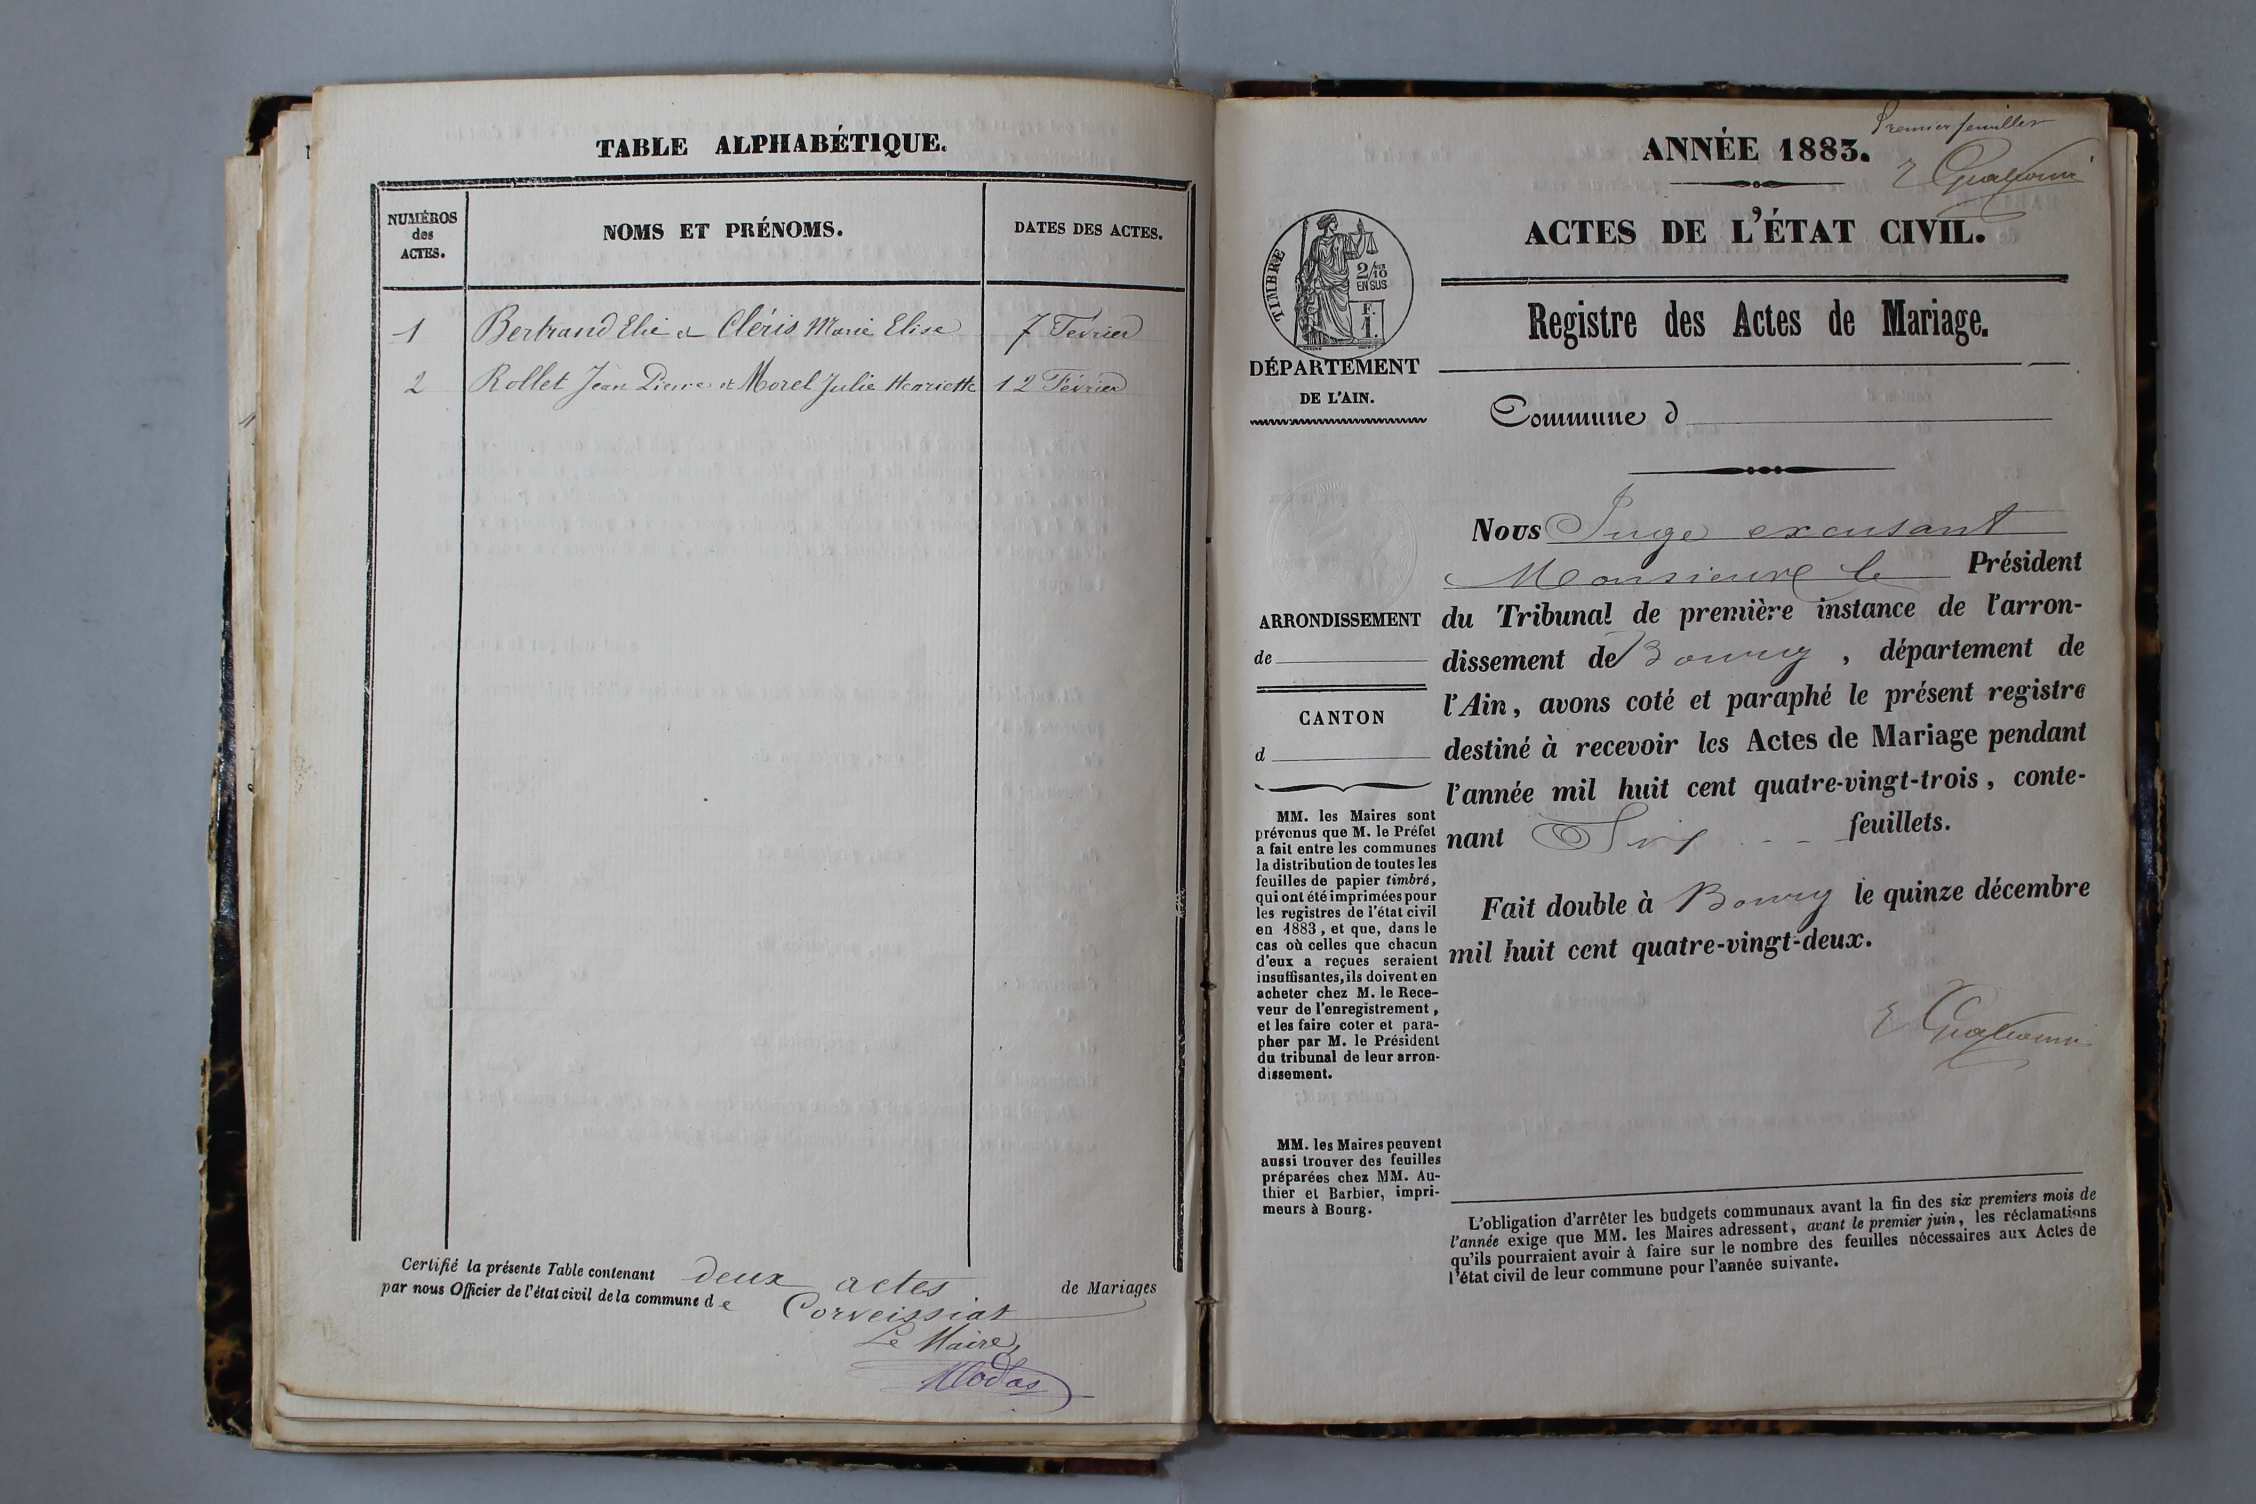 TABLE ALPHABÉTIQUE.
NUMÉROS
des
ACTES.
NOMS ET PRÉNOMS.
DATES DES ACTES.
1 Bertrand Elie et Cléris Marie Elise 7 Fevrier
2 Rollet Jean Pierre et Morel Julie Henriette 12 Février
Certifié la présente Table contenant deux actes de Mariages
par nous Officier de l'état civil de la commune de Corveissiat
Le Maire,
Premier feuillet
ANNÉE 1883.
ACTES DE L'ÉTAT CIVIL.
TIMBRE
2/10
EN SUS
F.
1.
DÉPARTEMENT
DE L'AIN.
Registre des Actes de Mariage.
Commune d
Nous Juge excusant
Monsieur le Président
du Tribunal de première instance de l'arron-
dissement de Bourg, département de
l'Ain, avons coté et paraphé le présent registre
destiné à recevoir les Actes de Mariage pendant
l'année mil huit cent quatre-vingt-trois, conte-
nant Six feuillets.
Fait double à Bourg le quinze décembre
mil huit cent quatre-vingt-deux.
ARRONDISSEMENT
de
CANTON
d
MM. les Maires sont
prévenus que M. le Préfet
a fait entre les communes
la distribution de toutes les
feuilles de papier timbré,
qui ont été imprimées pour
les registres de l'état civil
en 1883, et que, dans le
cas où celles que chacun
d'eux a reçues seraient
insuffisantes, ils doivent en
acheter chez M. le Rece-
veur de l'enregistrement,
et les faire coter et para-
pher par M. le Président
du tribunal de leur arron-
dissement.
MM. les Maires peuvent
aussi trouver des feuilles
préparées chez MM. Au-
thier et Barbier, impri-
meurs à Bourg.
L'obligation d'arrêter les budgets communaux avant la fin des six premiers mois de
l'année exige que MM. les Maires adressent, avant le premier juin, les réclamations
qu'ils pourraient avoir à faire sur le nombre des feuilles nécessaires aux Actes de
l'état civil de leur commune pour l'année suivante.